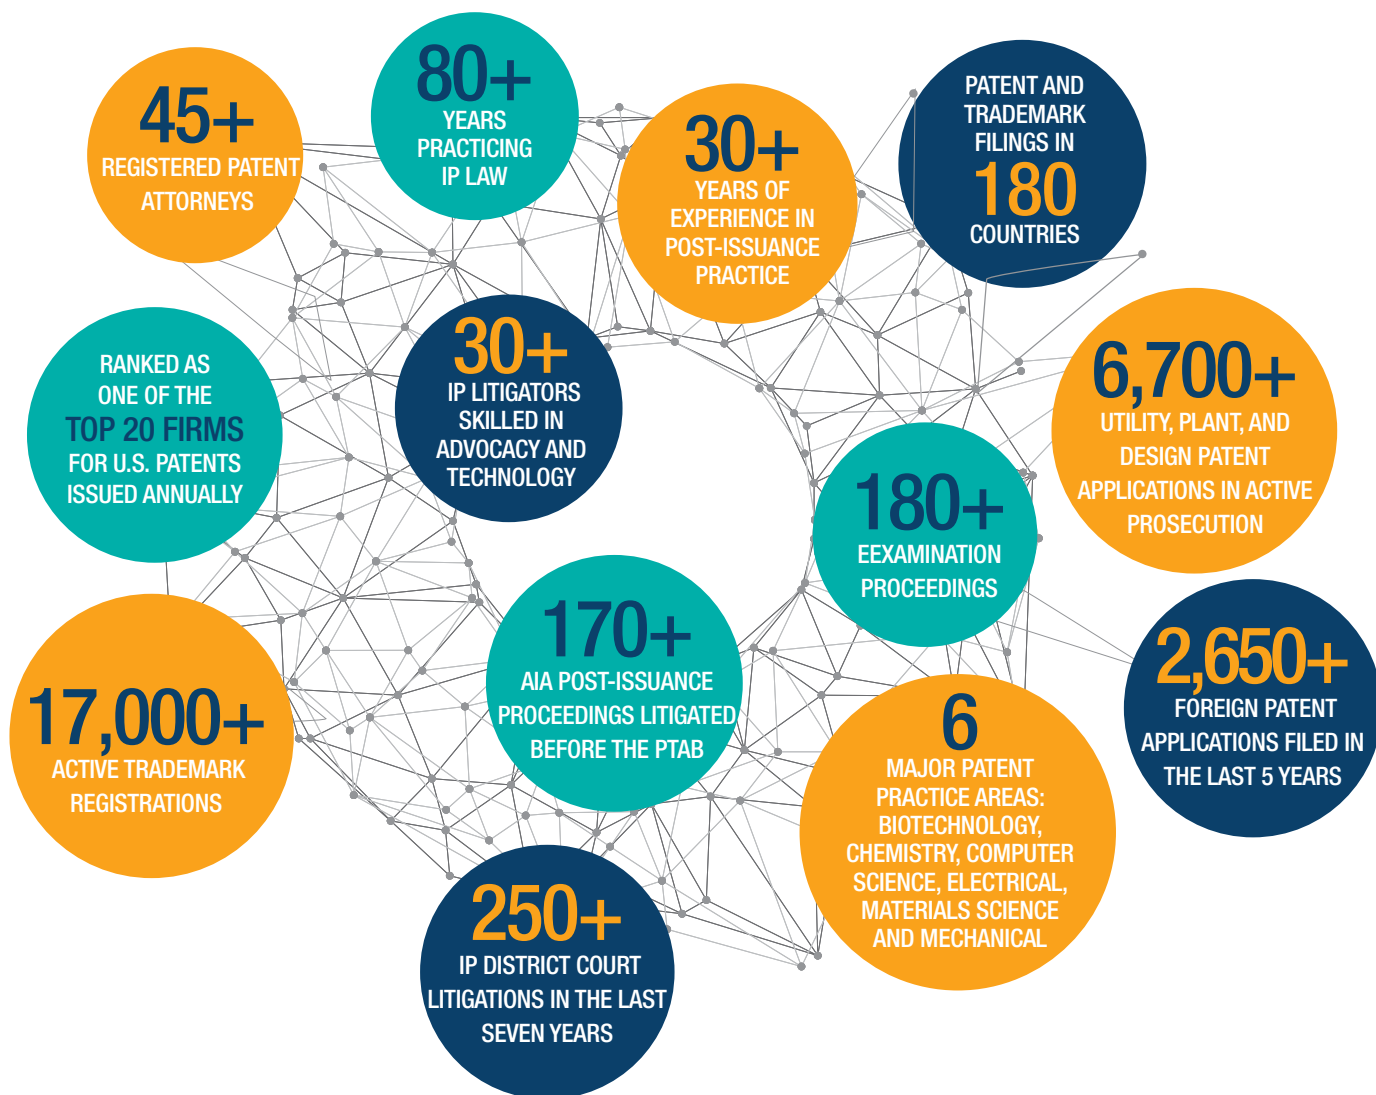 45+
REGISTERED PATENT
ATTORNEYS
80+
YEARS
PRACTICING
IP LAW
30+
YEARS OF
EXPERIENCE IN
POST-ISSUANCE
PRACTICE
PATENT AND
TRADEMARK
FILINGS IN
180
COUNTRIES
RANKED AS
ONE OF THE
TOP 20 FIRMS
FOR U.S. PATENTS
ISSUED ANNUALLY
30+
IP LITIGATORS
SKILLED IN
ADVOCACY AND
TECHNOLOGY
6,700+
UTILITY, PLANT, AND
DESIGN PATENT
APPLICATIONS IN ACTIVE
PROSECUTION
180+
EEXAMINATION
PROCEEDINGS
17,000+
ACTIVE TRADEMARK
REGISTRATIONS
170+
AIA POST-ISSUANCE
PROCEEDINGS LITIGATED
BEFORE THE PTAB
2,650+
FOREIGN PATENT
APPLICATIONS FILED IN
THE LAST 5 YEARS
6
MAJOR PATENT
PRACTICE AREAS:
BIOTECHNOLOGY,
CHEMISTRY, COMPUTER
SCIENCE, ELECTRICAL,
MATERIALS SCIENCE
AND MECHANICAL
250+
IP DISTRICT COURT
LITIGATIONS IN THE LAST
SEVEN YEARS